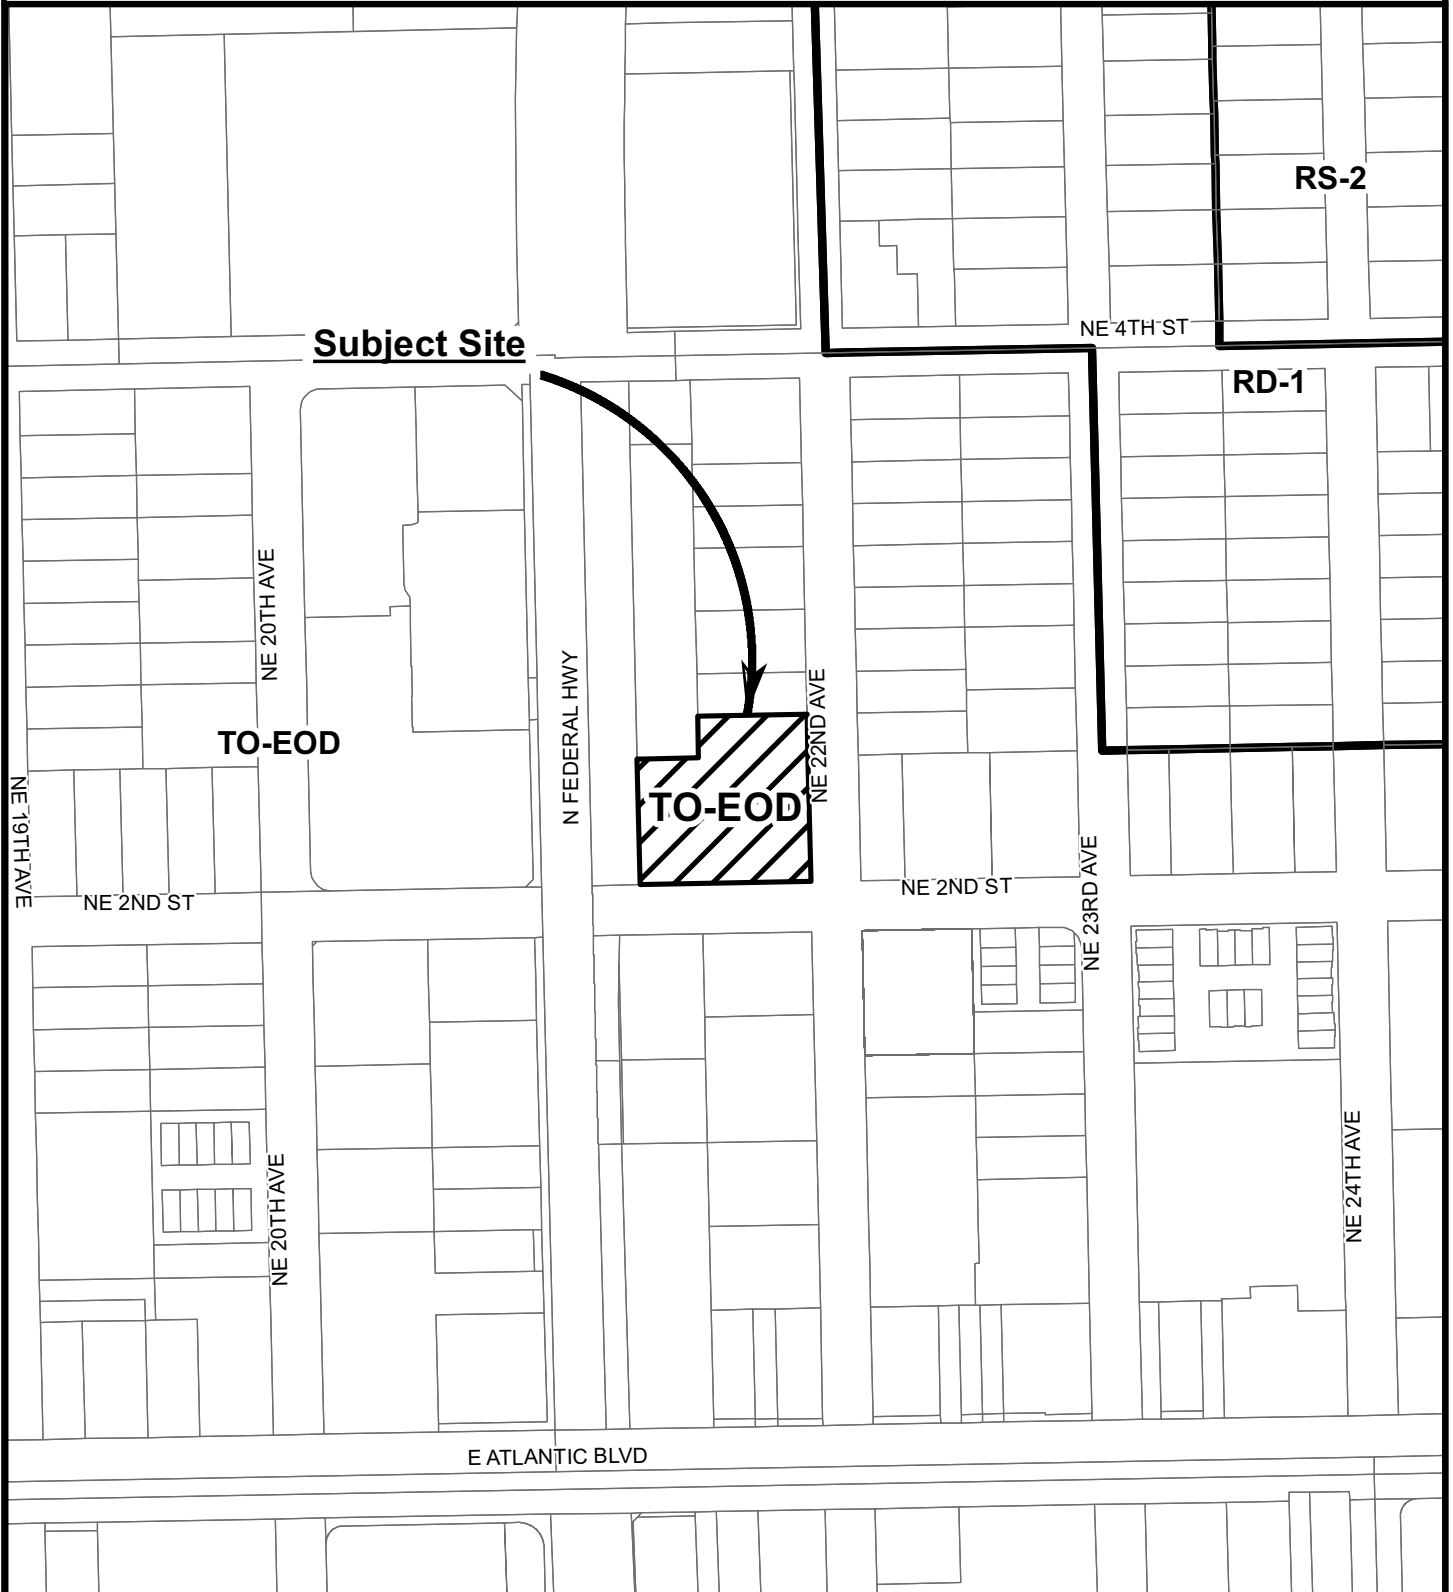 RS-2
NE 4TH ST
Subject Site
RD-1
NE 20TH AVE
N FEDERAL HWY
NE 22ND AVE
TO-EOD
TO-EOD
NE 19TH AVE
NE 2ND ST
NE 2ND ST
NE 23RD AVE
NE 20TH AVE
NE 24TH AVE
E ATLANTIC BLVD